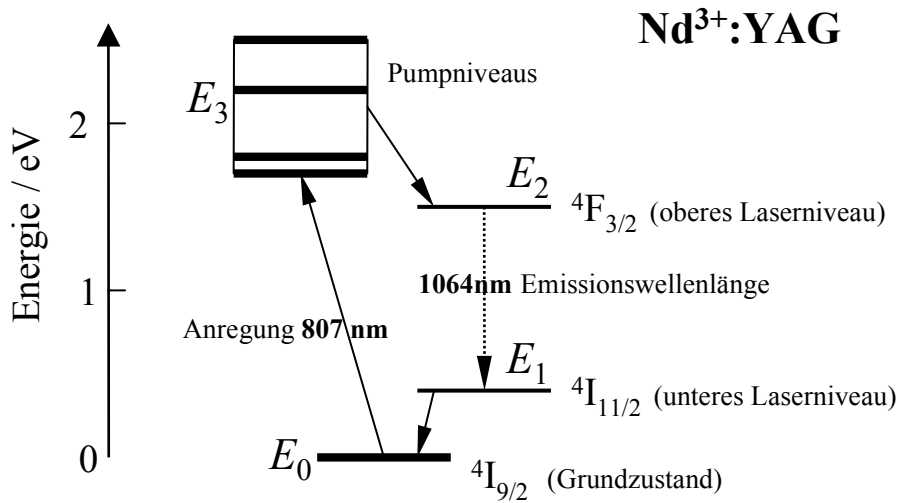 Nd³⁺:YAG
Pumpniveaus
E₃
2
E₂
⁴F₃/₂ (oberes Laserniveau)
Energie / eV
1064nm Emissionswellenlänge
1
Anregung 807 nm
E₁
⁴I₁₁/₂ (unteres Laserniveau)
0
E₀
⁴I₉/₂ (Grundzustand)